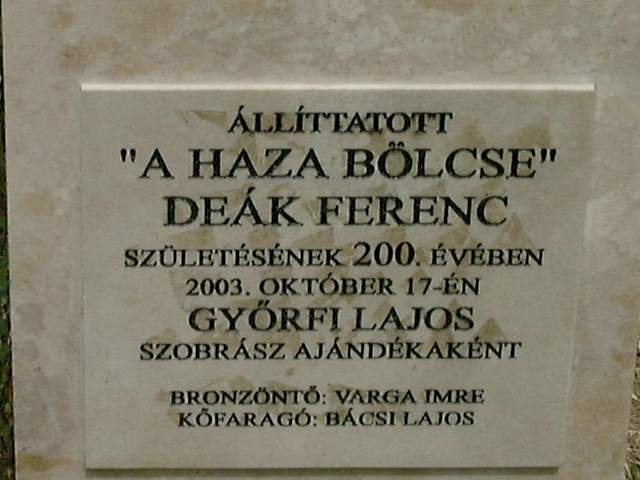 ÁLLÍTTATOTT
"A HAZA BÖLCSE"
DEÁK FERENC
SZÜLETÉSÉNEK 200. ÉVÉBEN
2003. OKTÓBER 17-ÉN
GYŐRFI LAJOS
SZOBRÁSZ AJÁNDÉKAKÉNT
BRONZÖNTŐ: VARGA IMRE
KŐFARAGÓ: BÁCSI LAJOS